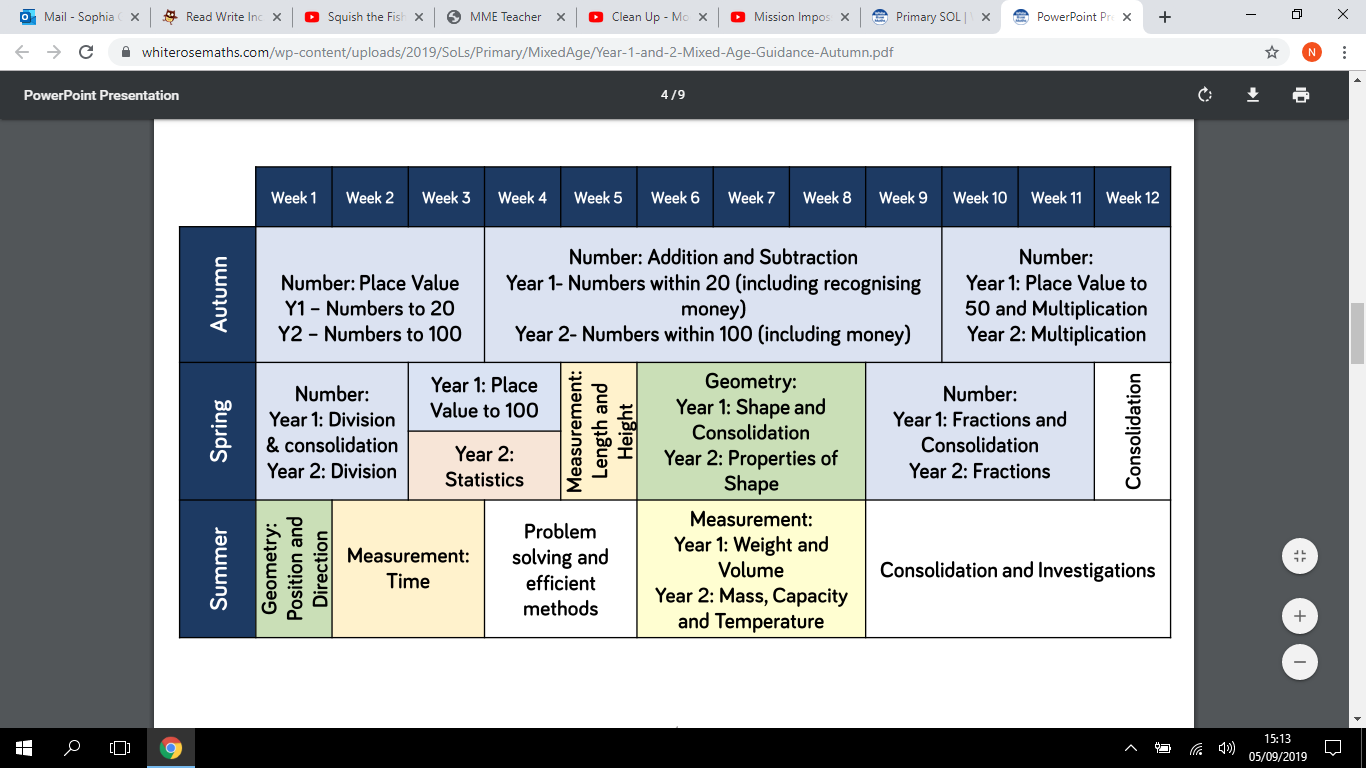 Mail - Sophia
Read Write Inc
Squish the Fish
MME Teacher
Clean Up - Mo
Mission Impos
Primary SOL |
PowerPoint Pr
whiterosemaths.com/wp-content/uploads/2019/SoLs/Primary/MixedAge/Year-1-and-2-Mixed-Age-Guidance-Autumn.pdf
N
PowerPoint Presentation
4 / 9
Week 1
Week 2
Week 3
Week 4
Week 5
Week 6
Week 7
Week 8
Week 9
Week 10
Week 11
Week 12
Autumn
Number: Place Value
Y1 – Numbers to 20
Y2 – Numbers to 100
Number: Addition and Subtraction
Year 1- Numbers within 20 (including recognising
money)
Year 2- Numbers within 100 (including money)
Number:
Year 1: Place Value to
50 and Multiplication
Year 2: Multiplication
Spring
Number:
Year 1: Division
& consolidation
Year 2: Division
Year 1: Place
Value to 100
Year 2:
Statistics
Measurement:
Length and
Height
Geometry:
Year 1: Shape and
Consolidation
Year 2: Properties of
Shape
Number:
Year 1: Fractions and
Consolidation
Year 2: Fractions
Consolidation
Summer
Geometry:
Position and
Direction
Measurement:
Time
Problem
solving and
efficient
methods
Measurement:
Year 1: Weight and
Volume
Year 2: Mass, Capacity
and Temperature
Consolidation and Investigations
15:13
05/09/2019